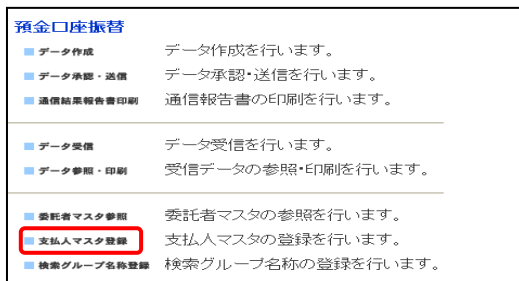 預金口座振替
データ作成 データ作成を行います。
データ承認・送信 データ承認・送信を行います。
通信結果報告書印刷 通信報告書の印刷を行います。
データ受信 データ受信を行います。
データ参照・印刷 受信データの参照・印刷を行います。
委託者マスタ参照 委託者マスタの参照を行います。
支払人マスタ登録 支払人マスタの登録を行います。
検索グループ名称登録 検索グループ名称の登録を行います。